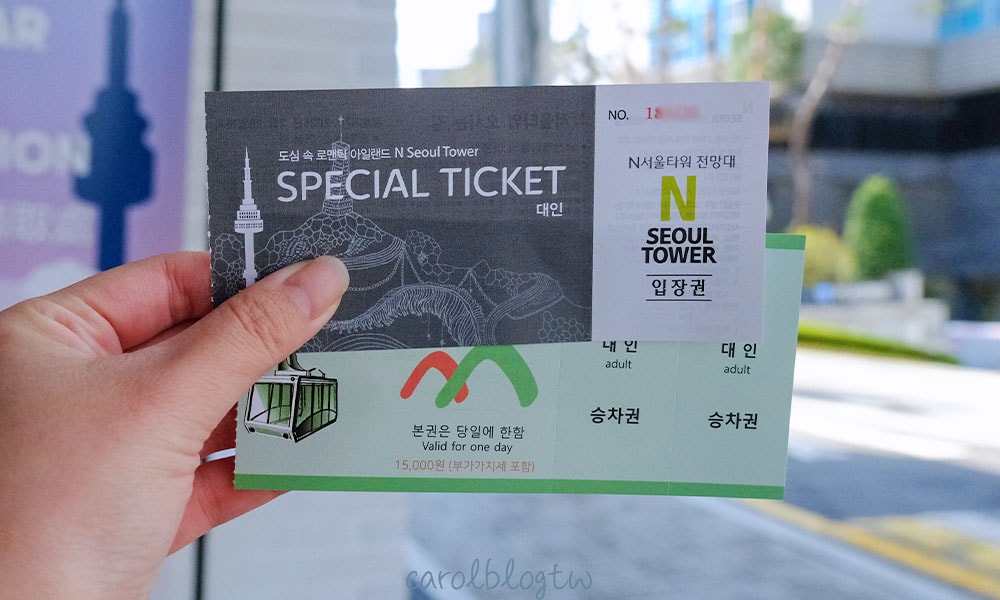 도심 속 로맨틱 아일랜드 N Seoul Tower
SPECIAL TICKET
대인
NO. 18
N서울타워 전망대
N
SEOUL
TOWER
입장권
본권은 당일에 한함
Valid for one day
15,000원 (부가가치세 포함)
대인
adult
승차권
대인
adult
승차권
carolblogtw